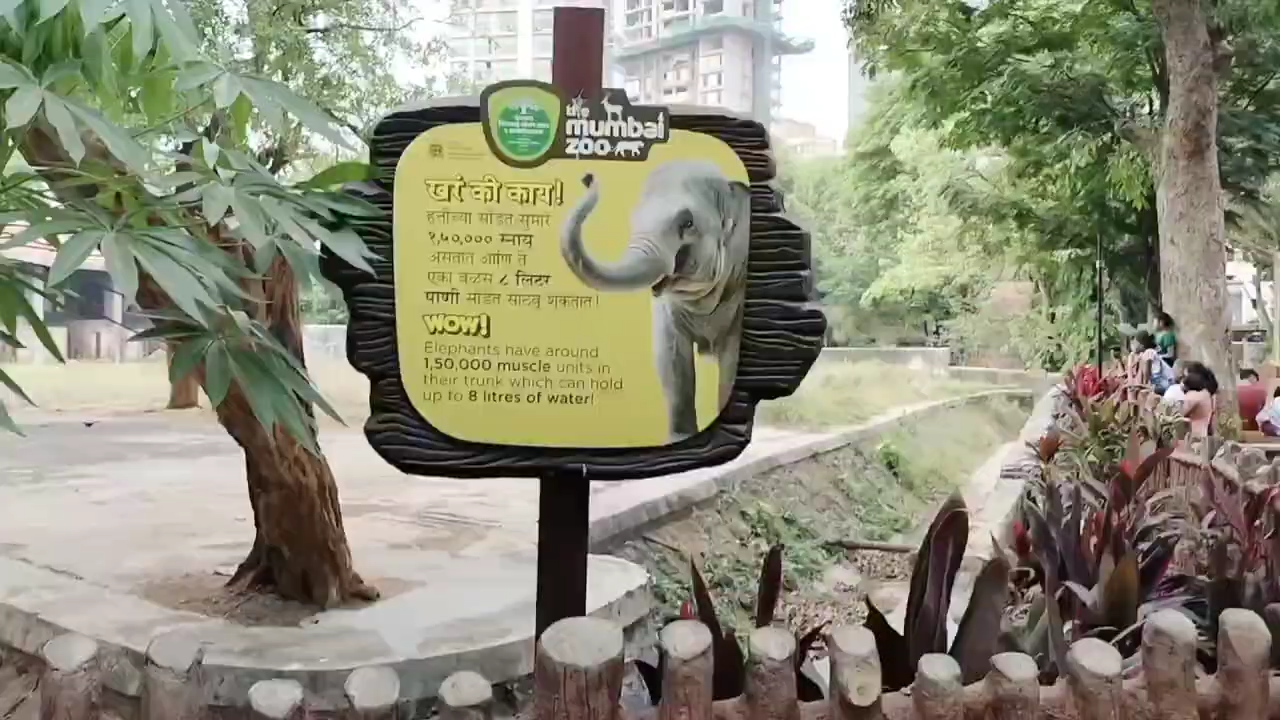 the
mumbai
zoo
खरं की काय!
हत्तीच्या सोंडेत सुमारे
१,५०,००० स्नायू
असतात आणि ते
एका वेळेस ८ लिटर
पाणी सोंडेत साठवू शकतात!
WOW!
Elephants have around
1,50,000 muscle units in
their trunk which can hold
up to 8 litres of water!